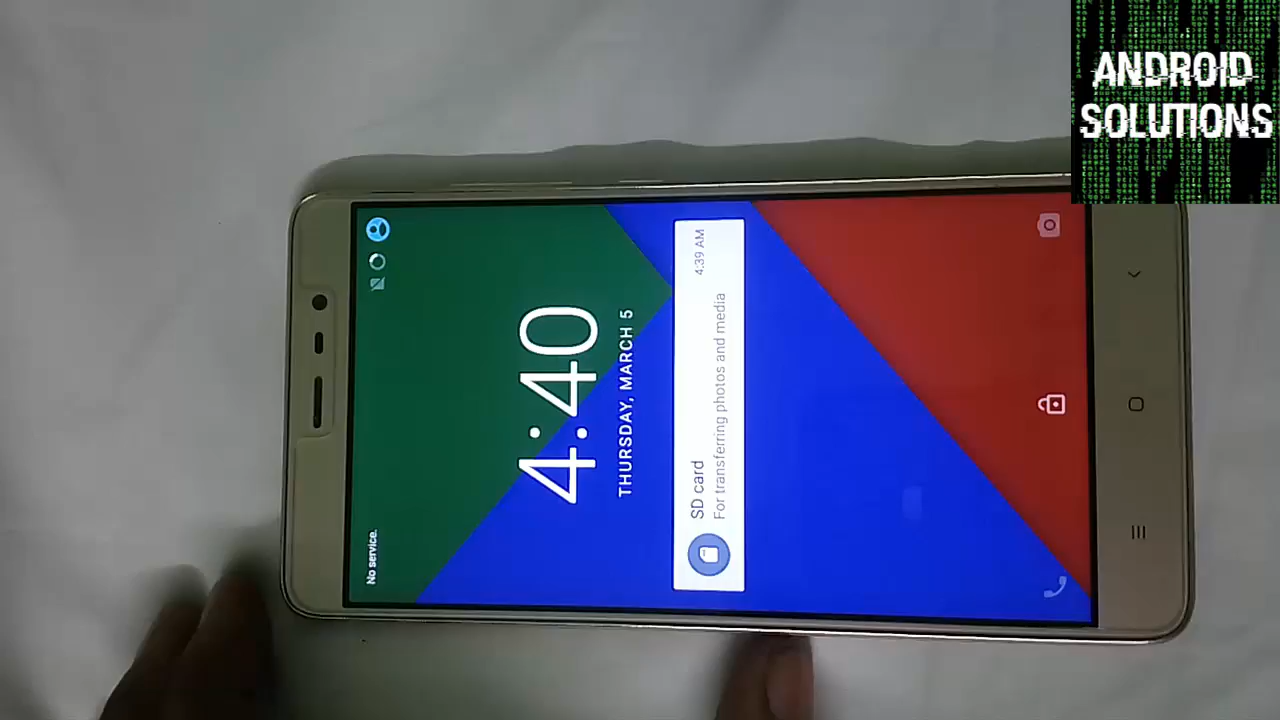 ANDROID
SOLUTIONS
No service.
4:40
THURSDAY, MARCH 5
SD card
4:39 AM
For transferring photos and media